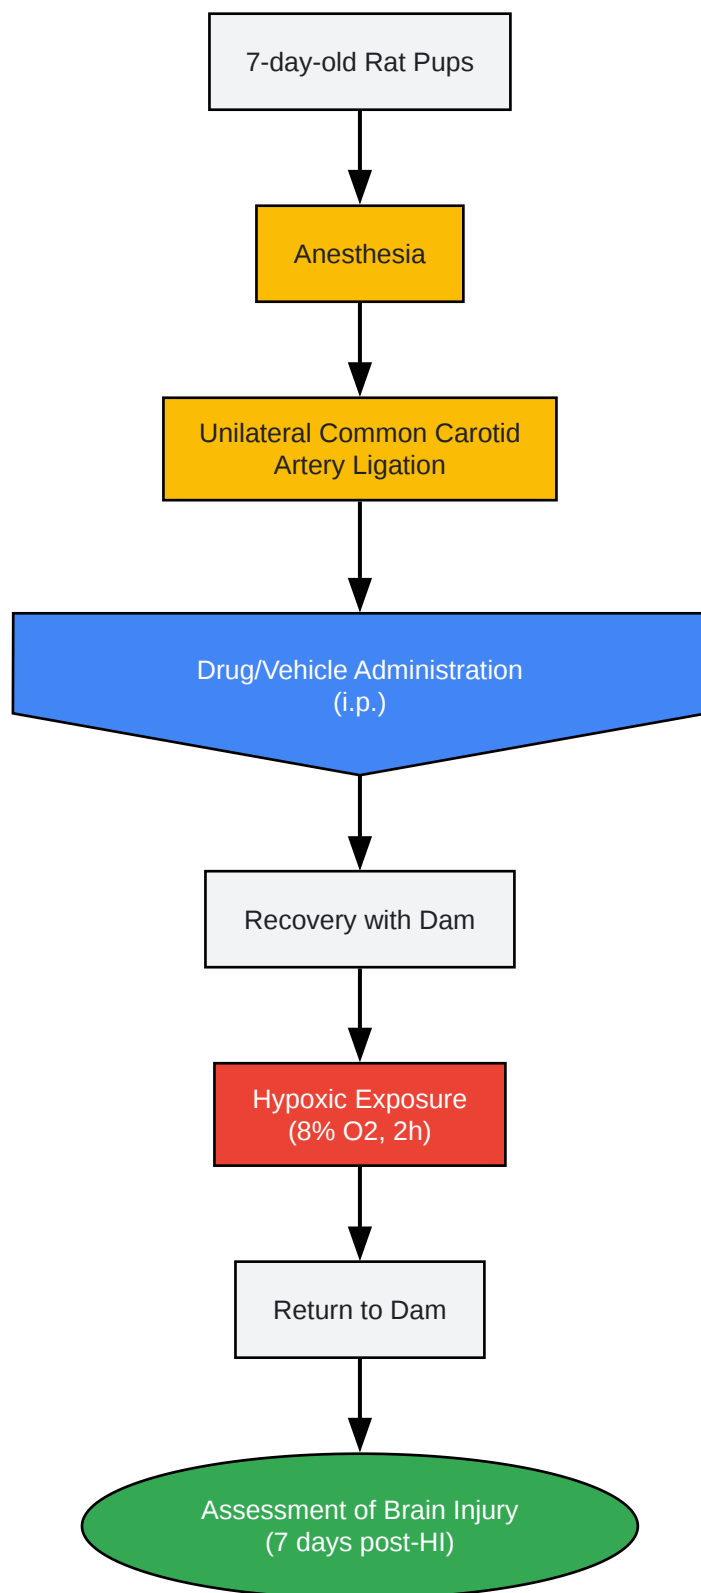 7-day-old Rat Pups
Anesthesia
Unilateral Common Carotid
Artery Ligation
Drug/Vehicle Administration
(i.p.)
Recovery with Dam
Hypoxic Exposure
(8% O2, 2h)
Return to Dam
Assessment of Brain Injury
(7 days post-HI)